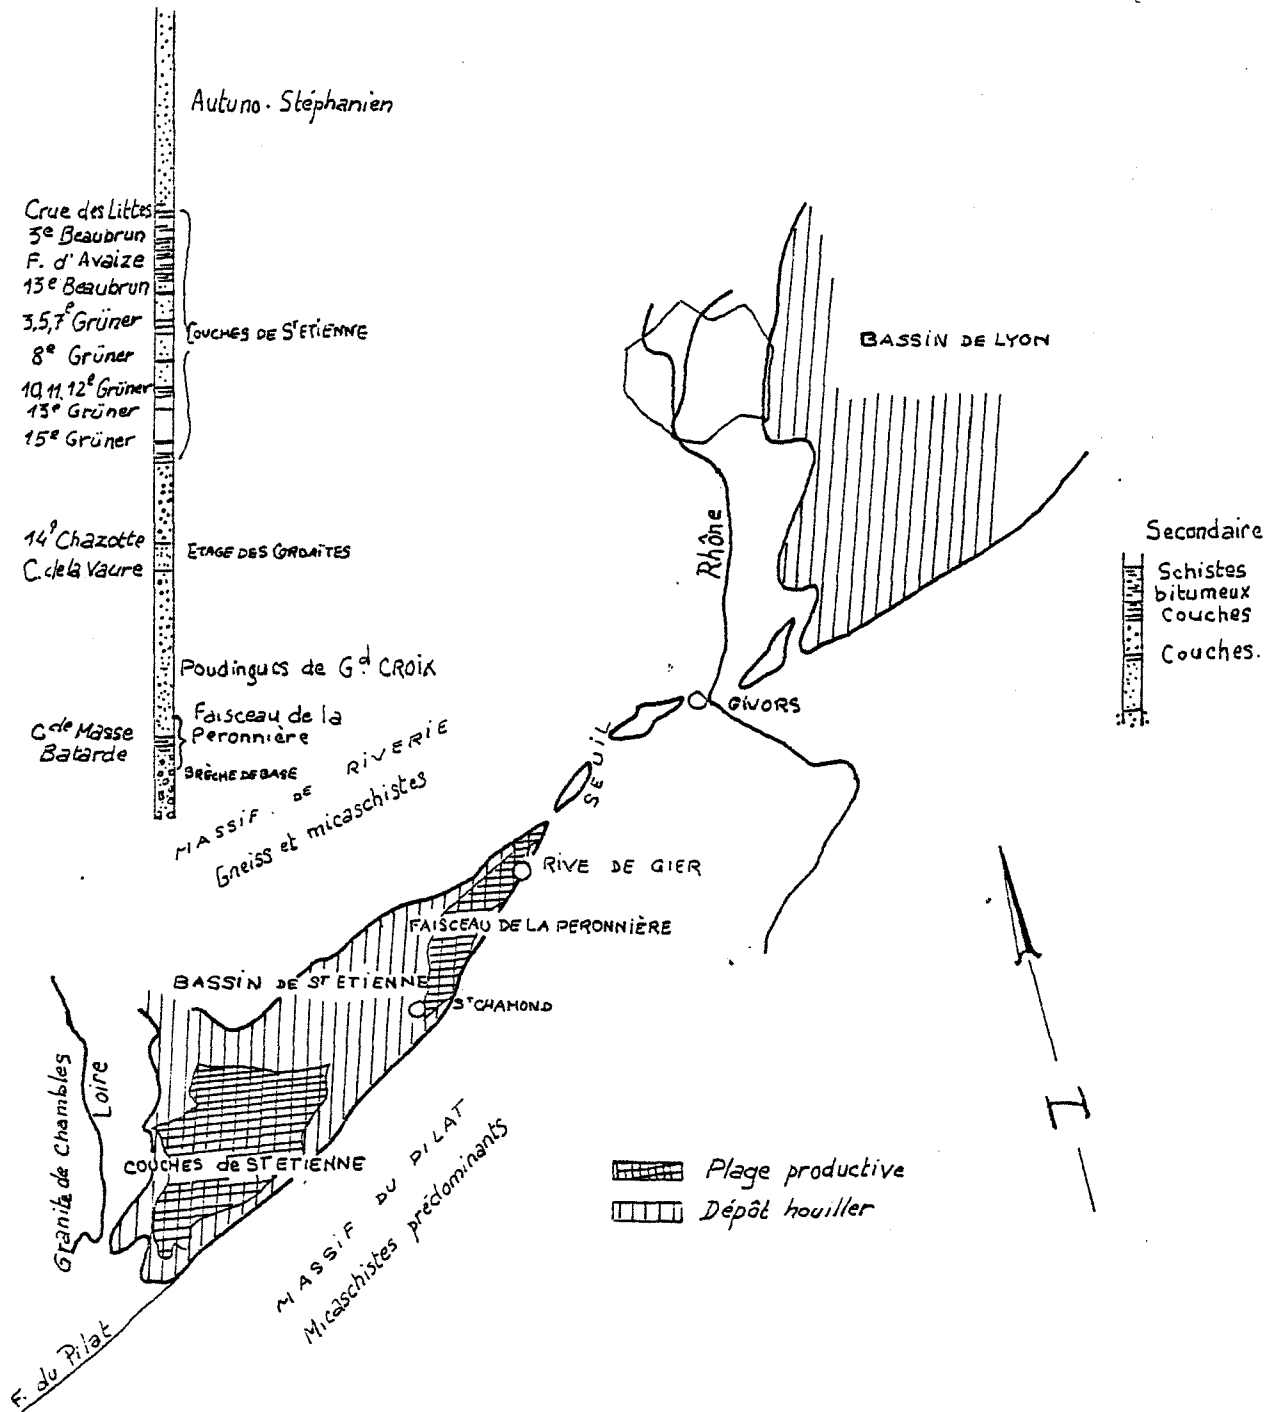 Autuno-Stéphanien
Crue des Littes
3e Beaubrun
F. d'Avaize
13e Beaubrun
3,5,7e Grüner
COUCHES DE ST ETIENNE
8e Grüner
10,11,12e Grüner
13e Grüner
15e Grüner
14e Chazotte
ETAGE DES CORDAÏTES
C. de la Vaure
Poudingues de Gd CROIX
Faisceau de la
Peronnière
Cde Masse
Batarde
BRÈCHE DE BASE
MASSIF DE RIVERIE
Gneiss et micaschistes
BASSIN DE LYON
Rhône
Secondaire
Schistes
bitumeux
Couches
Couches.
GIVORS
SEUIL
RIVE DE GIER
FAISCEAU DE LA PERONNIÈRE
BASSIN DE ST ETIENNE
ST CHAMOND
Granite de Chambles
Loire
COUCHES de ST ETIENNE
MASSIF DU PILAT
Micaschistes prédominants
F. du Pilat
Plage productive
Dépôt houiller
N